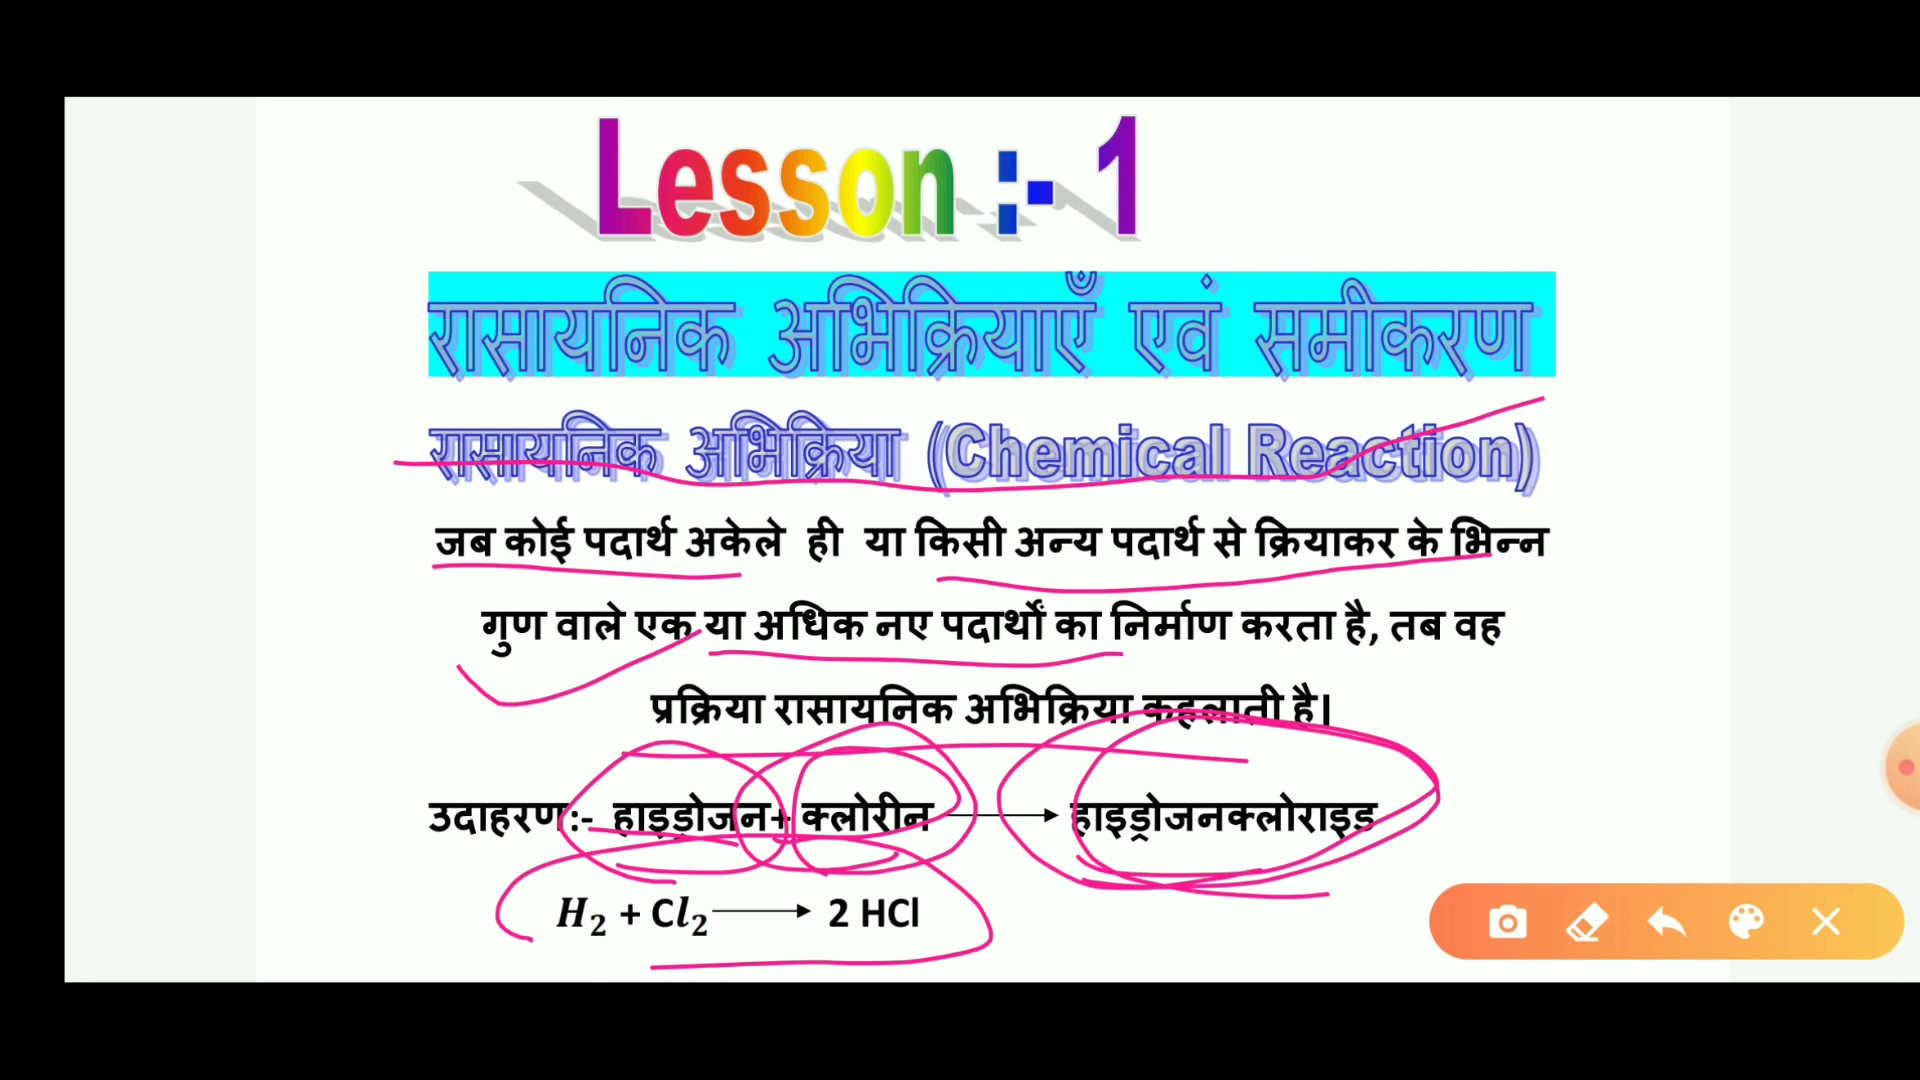 Lesson :- 1
रासायनिक अभिक्रियाएँ एवं समीकरण
रासायनिक अभिक्रिया (Chemical Reaction)
जब कोई पदार्थ अकेले ही या किसी अन्य पदार्थ से क्रियाकर के भिन्न
गुण वाले एक या अधिक नए पदार्थों का निर्माण करता है, तब वह
प्रक्रिया रासायनिक अभिक्रिया कहलाती है।
उदाहरण:- हाइड्रोजन+ क्लोरीन ⟶ हाइड्रोजनक्लोराइड
H₂ + Cl₂ ⟶ 2 HCl